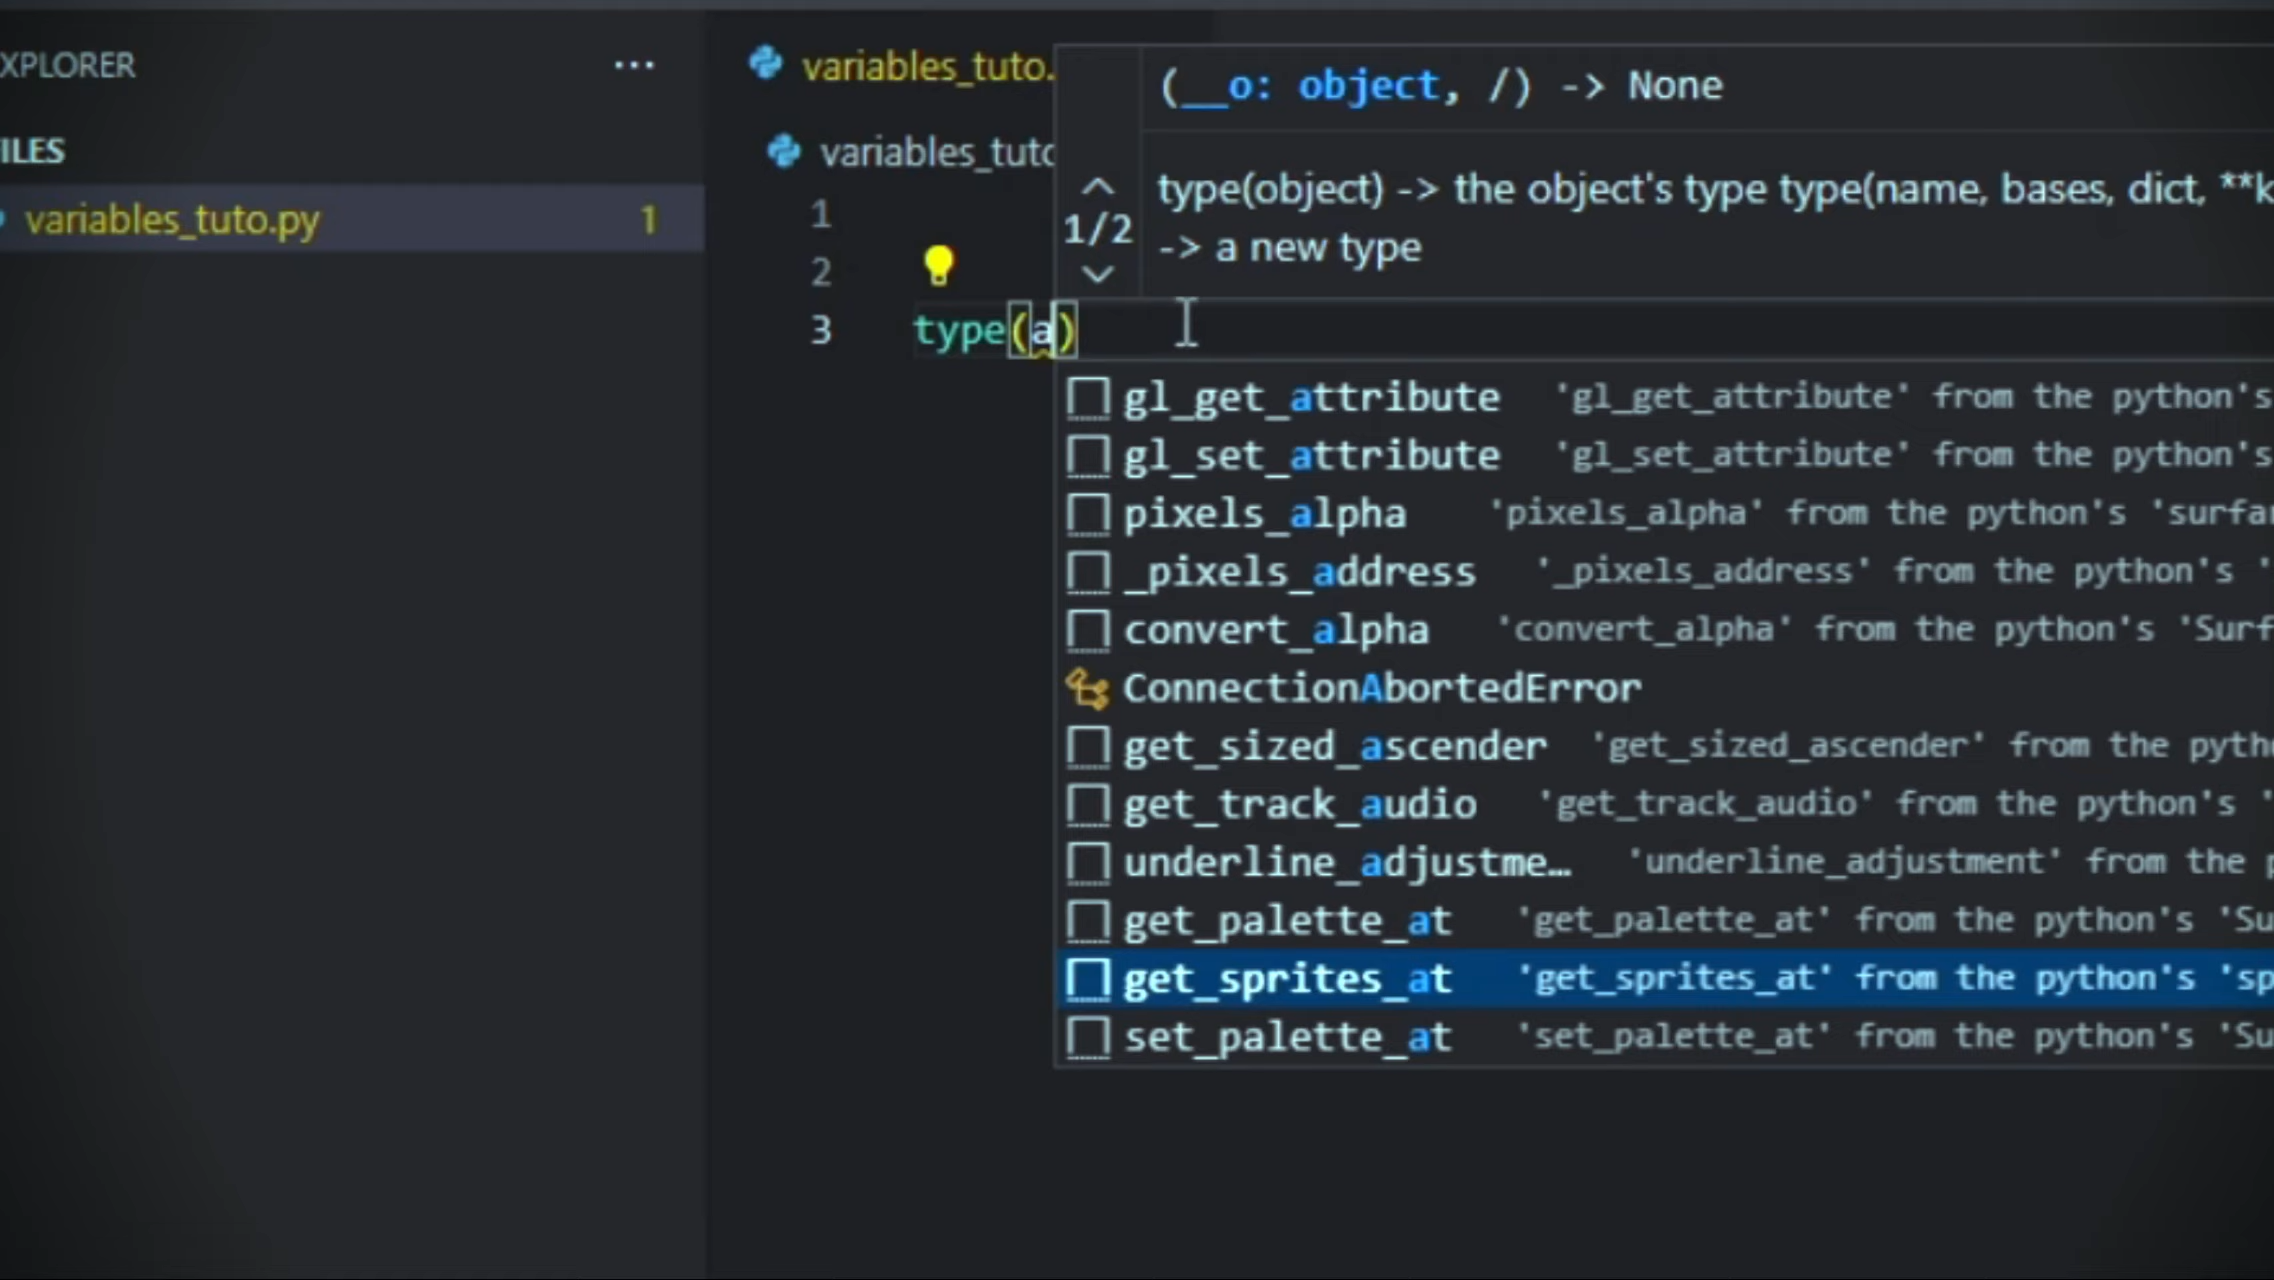 XPLORER ...
ILES
variables_tuto.py 1
variables_tuto.
variables_tuto
1
2
3 type(a)
(__o: object, /) -> None
1/2
type(object) -> the object's type type(name, bases, dict, **k
-> a new type
gl_get_attribute 'gl_get_attribute' from the python's
gl_set_attribute 'gl_set_attribute' from the python's
pixels_alpha 'pixels_alpha' from the python's 'surfar
_pixels_address '_pixels_address' from the python's '
convert_alpha 'convert_alpha' from the python's 'Surf
ConnectionAbortedError
get_sized_ascender 'get_sized_ascender' from the pyth
get_track_audio 'get_track_audio' from the python's '
underline_adjustme… 'underline_adjustment' from the p
get_palette_at 'get_palette_at' from the python's 'Su
get_sprites_at 'get_sprites_at' from the python's 'sp
set_palette_at 'set_palette_at' from the python's 'Su